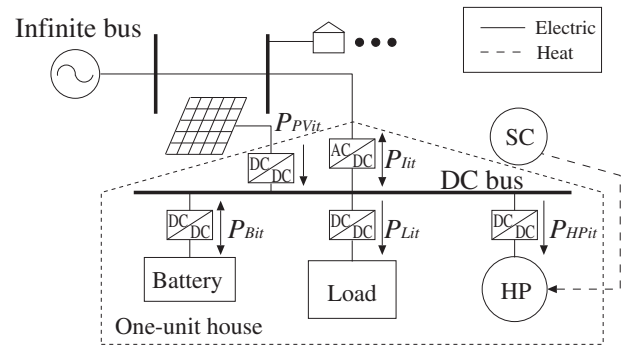 Infinite bus
Electric
Heat
P_PVit
SC
AC
DC
P_Iit
DC
DC
DC bus
DC
DC
P_Bit
DC
DC
P_Lit
DC
DC
P_HPit
Battery
Load
HP
One-unit house